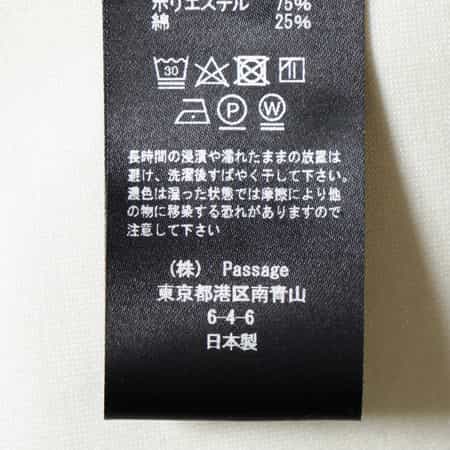 ポリエステル 75%
綿 25%
30
P W
長時間の浸漬や濡れたままの放置は
避け、洗濯後すばやく干して下さい。
濃色は湿った状態では摩擦により他
の物に移染する恐れがありますので
注意して下さい
(株) Passage
東京都港区南青山
6-4-6
日本製